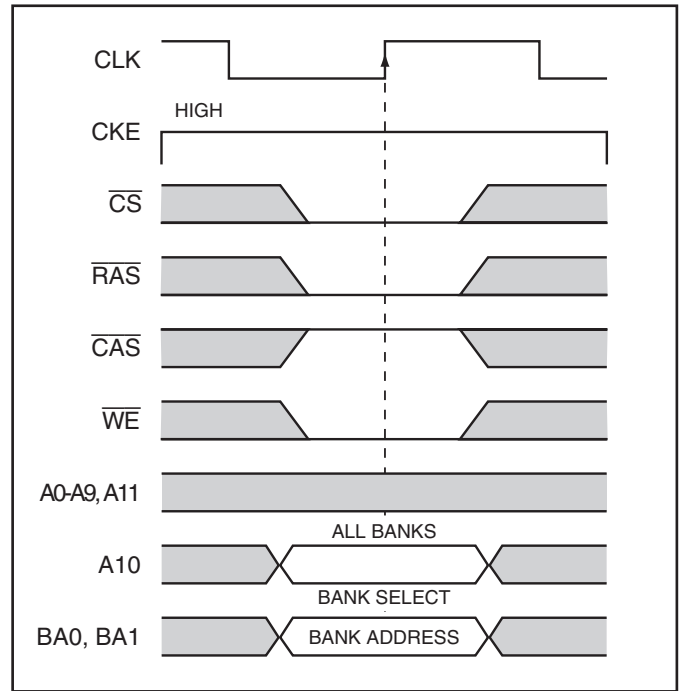 CLK
HIGH
CKE
CS
RAS
CAS
WE
A0-A9, A11
ALL BANKS
A10
BANK SELECT
BA0, BA1 BANK ADDRESS